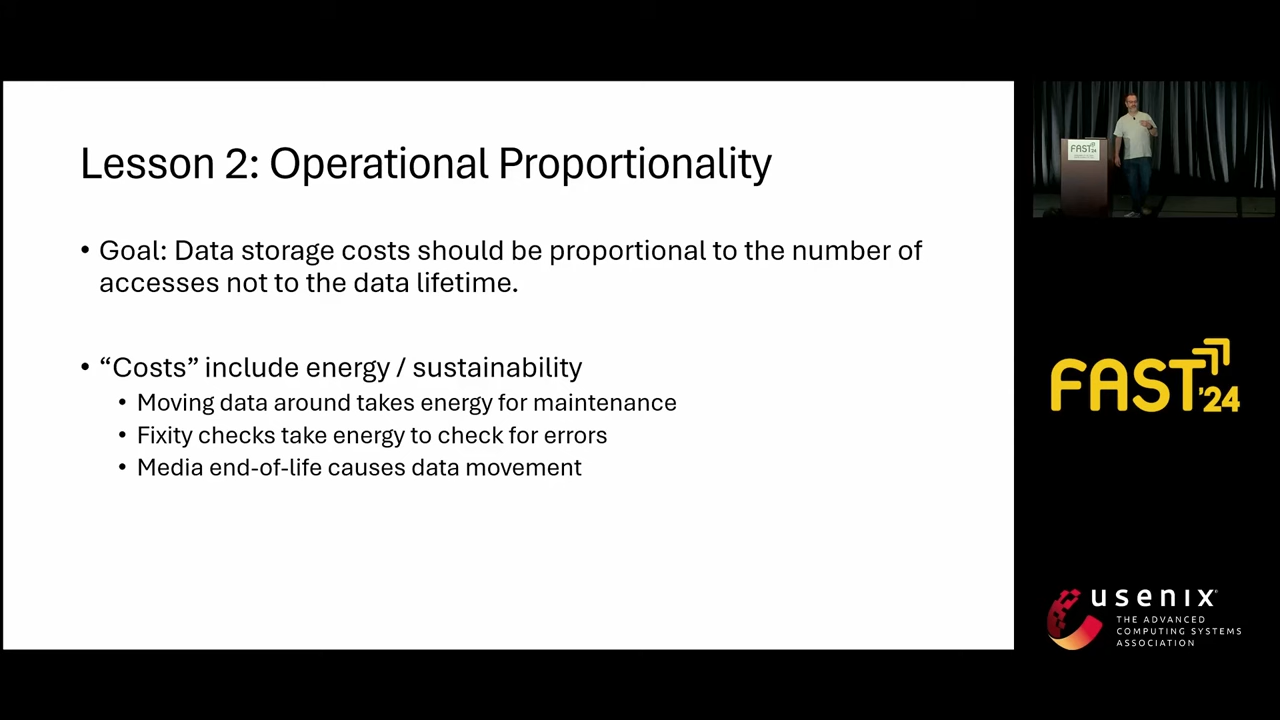 Lesson 2: Operational Proportionality
• Goal: Data storage costs should be proportional to the number of
accesses not to the data lifetime.
• “Costs” include energy / sustainability
• Moving data around takes energy for maintenance
• Fixity checks take energy to check for errors
• Media end-of-life causes data movement
FAST'24
FAST '24
usenix
THE ADVANCED
COMPUTING SYSTEMS
ASSOCIATION